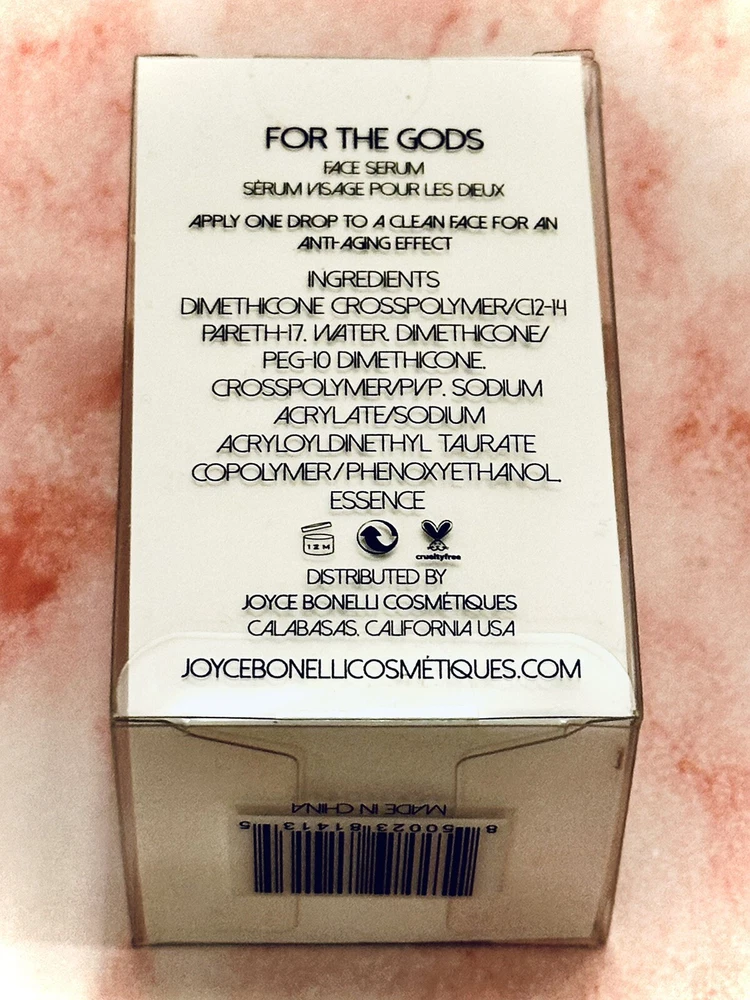 FOR THE GODS
FACE SERUM
SÉRUM VISAGE POUR LES DIEUX
APPLY ONE DROP TO A CLEAN FACE FOR AN
ANTI-AGING EFFECT
INGREDIENTS
DIMETHICONE CROSSPOLYMER/C12-14
PARETH-17, WATER, DIMETHICONE/
PEG-10 DIMETHICONE,
CROSSPOLYMER/PVP, SODIUM
ACRYLATE/SODIUM
ACRYLOYLDINETHYL TAURATE
COPOLYMER/PHENOXYETHANOL,
ESSENCE
12M
crueltyfree
DISTRIBUTED BY
JOYCE BONELLI COSMÉTIQUES
CALABASAS, CALIFORNIA USA
JOYCEBONELLICOSMÉTIQUES.COM
MADE IN CHINA
8 50023 81413 5